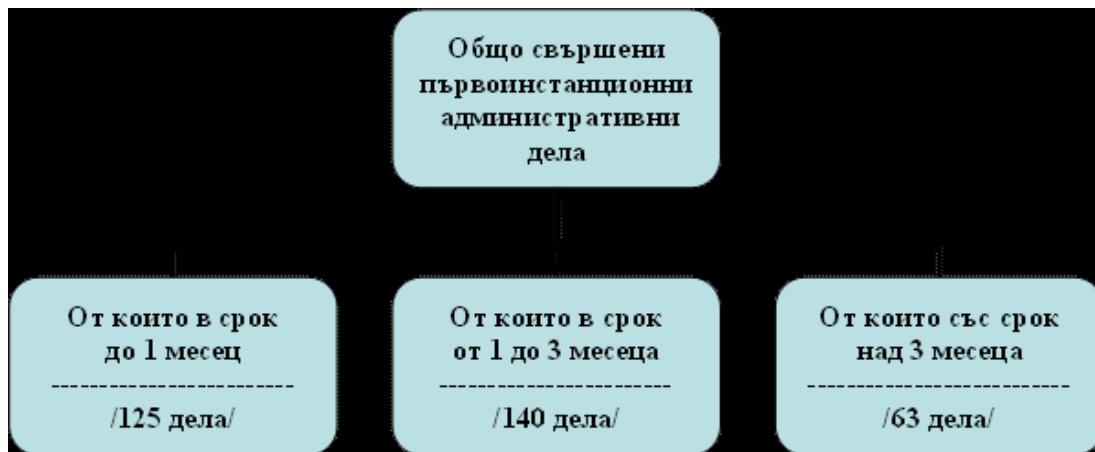 Общо свършени
първоинстанционни
административни
дела
От които в срок
до 1 месец
-------------------------
/125 дела/
От които в срок
от 1 до 3 месеца
------------------------
/140 дела/
От които със срок
над 3 месеца
---------------------------
/63 дела/